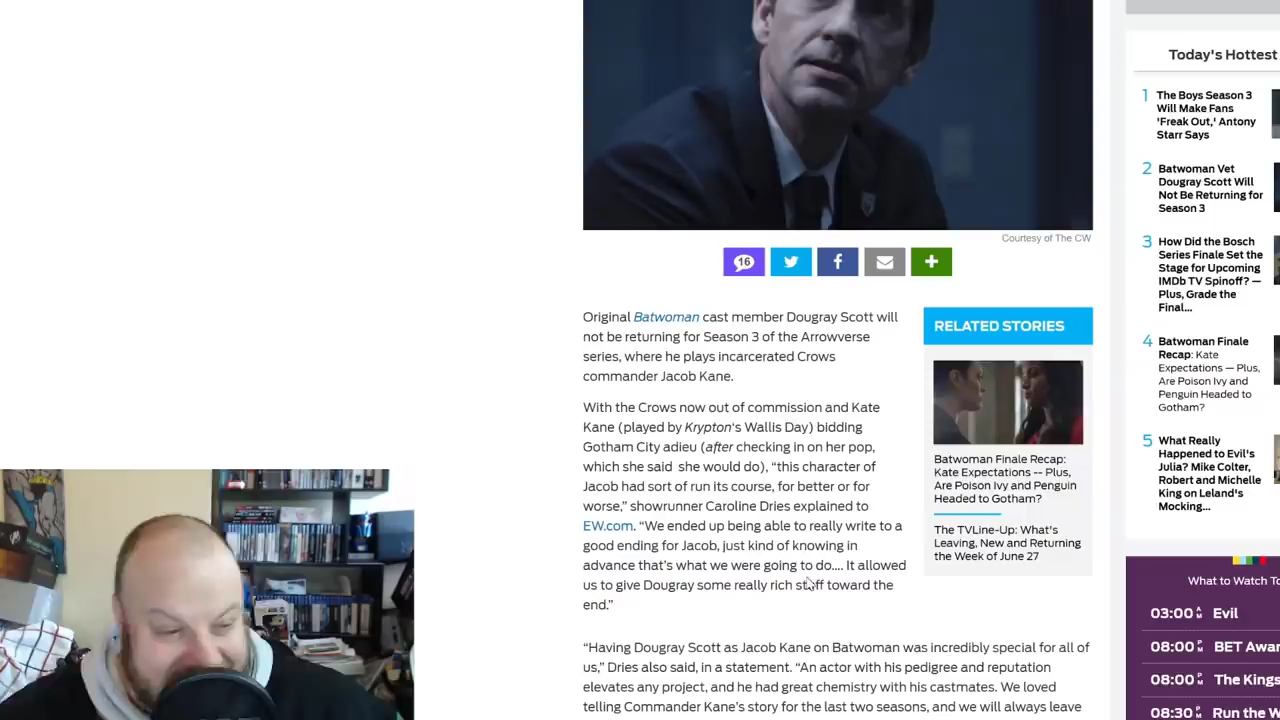 Courtesy of The CW
16
Original Batwoman cast member Dougray Scott will
not be returning for Season 3 of the Arrowverse
series, where he plays incarcerated Crows
commander Jacob Kane.
With the Crows now out of commission and Kate
Kane (played by Krypton's Wallis Day) bidding
Gotham City adieu (after checking in on her pop,
which she said she would do), “this character of
Jacob had sort of run its course, for better or for
worse,” showrunner Caroline Dries explained to
EW.com. “We ended up being able to really write to a
good ending for Jacob, just kind of knowing in
advance that's what we were going to do.... It allowed
us to give Dougray some really rich stuff toward the
end.”
“Having Dougray Scott as Jacob Kane on Batwoman was incredibly special for all of
us,” Dries also said, in a statement. “An actor with his pedigree and reputation
elevates any project, and he had great chemistry with his castmates. We loved
telling Commander Kane's story for the last two seasons, and we will always leave
RELATED STORIES
Batwoman Finale Recap:
Kate Expectations -- Plus,
Are Poison Ivy and Penguin
Headed to Gotham?
The TVLine-Up: What's
Leaving, New and Returning
the Week of June 27
Today's Hottest
1 The Boys Season 3
Will Make Fans
'Freak Out,' Antony
Starr Says
2 Batwoman Vet
Dougray Scott Will
Not Be Returning for
Season 3
3 How Did the Bosch
Series Finale Set the
Stage for Upcoming
IMDb TV Spinoff? —
Plus, Grade the
Final...
4 Batwoman Finale
Recap: Kate
Expectations — Plus,
Are Poison Ivy and
Penguin Headed to
Gotham?
5 What Really
Happened to Evil's
Julia? Mike Colter,
Robert and Michelle
King on Leland's
Mocking...
What to Watch
03:00 AM Evil
08:00 PM BET
08:00 PM The Kings
08:30 PM Run the